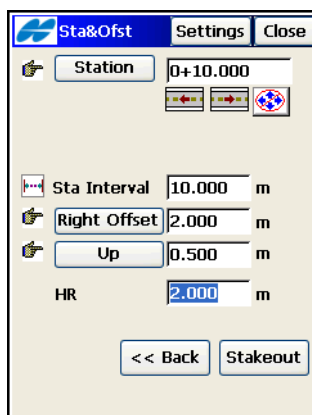 Sta&Ofst Settings Close
Station 0+10.000
Sta Interval 10.000 m
Right Offset 2.000 m
Up 0.500 m
HR 2.000 m
<< Back Stakeout